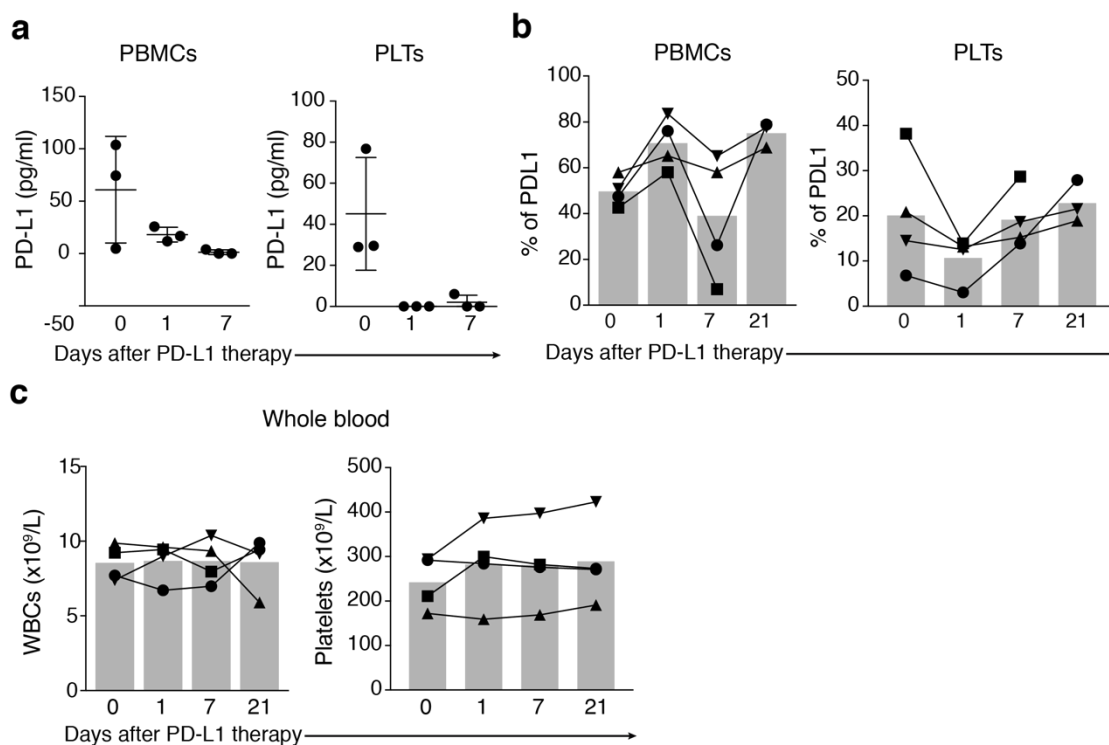 a
PBMCs
PLTs
PD-L1 (pg/ml)
150
100
50
0
-50
0 1 7
PD-L1 (pg/ml)
100
80
60
40
20
0
0 1 7
Days after PD-L1 therapy
b
PBMCs
PLTs
% of PDL1
100
80
60
40
20
0
0 1 7 21
% of PDL1
50
40
30
20
10
0
0 1 7 21
Days after PD-L1 therapy
c
Whole blood
WBCs (x10⁹/L)
15
10
5
0
0 1 7 21
Platelets (x10⁹/L)
500
400
300
200
100
0
0 1 7 21
Days after PD-L1 therapy